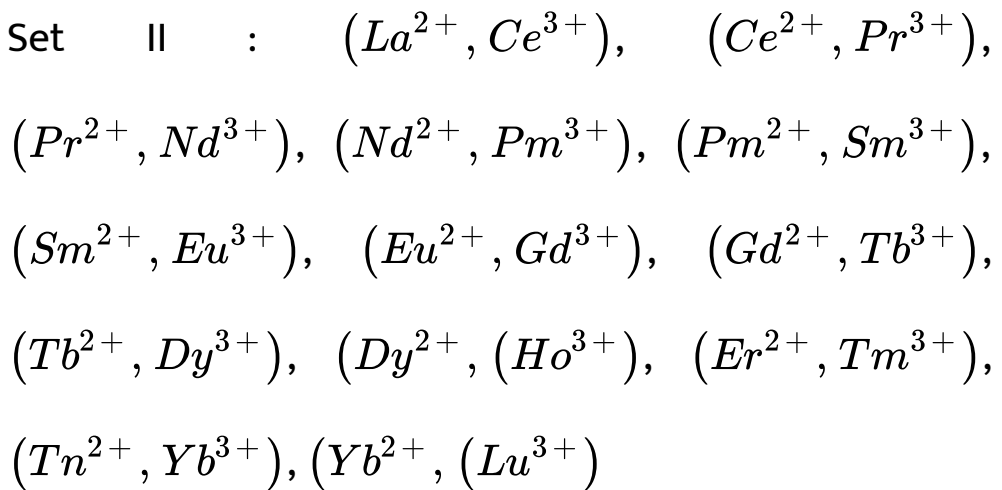 Set II : (La²⁺, Ce³⁺), (Ce²⁺, Pr³⁺),
(Pr²⁺, Nd³⁺), (Nd²⁺, Pm³⁺), (Pm²⁺, Sm³⁺),
(Sm²⁺, Eu³⁺), (Eu²⁺, Gd³⁺), (Gd²⁺, Tb³⁺),
(Tb²⁺, Dy³⁺), (Dy²⁺, (Ho³⁺), (Er²⁺, Tm³⁺),
(Tn²⁺, Yb³⁺), (Yb²⁺, (Lu³⁺)